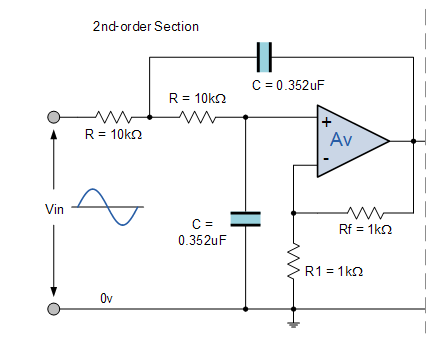 2nd-order Section
C = 0.352uF
R = 10kΩ
R = 10kΩ
+
Av
-
Vin
C =
0.352uF
Rf = 1kΩ
R1 = 1kΩ
0v